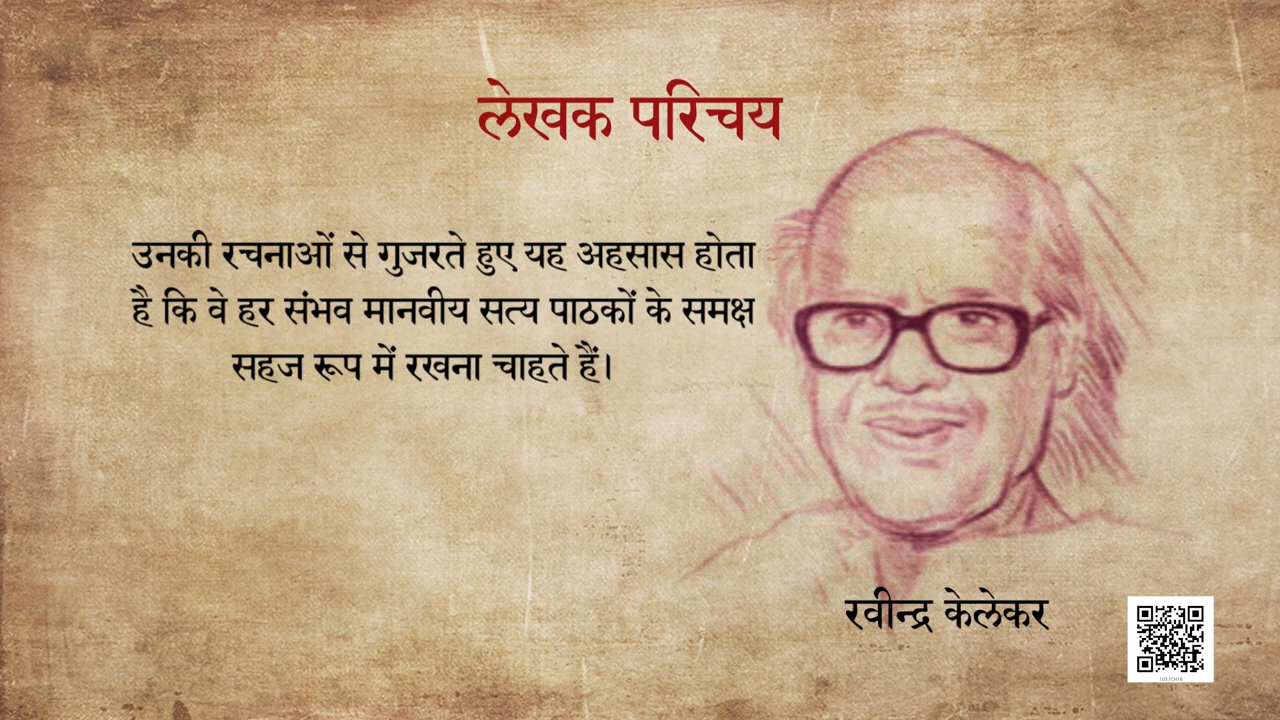 लेखक परिचय
उनकी रचनाओं से गुजरते हुए यह अहसास होता
है कि वे हर संभव मानवीय सत्य पाठकों के समक्ष
सहज रूप में रखना चाहते हैं।
रवीन्द्र केलेकर
1057CH16